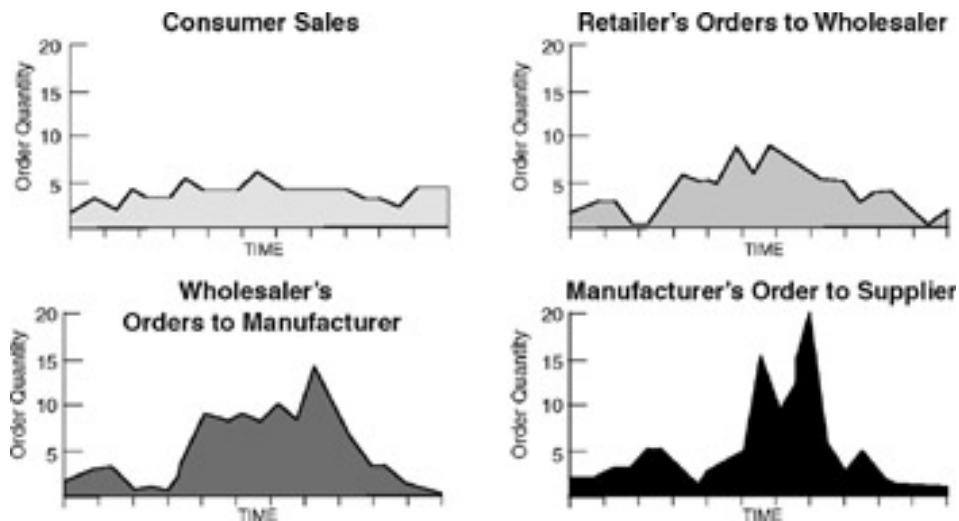 Consumer Sales
Order Quantity
20
15
10
5
TIME
Retailer's Orders to Wholesaler
Order Quantity
20
15
10
5
TIME
Wholesaler's
Orders to Manufacturer
Order Quantity
20
15
10
5
TIME
Manufacturer's Order to Supplier
Order Quantity
20
15
10
5
TIME